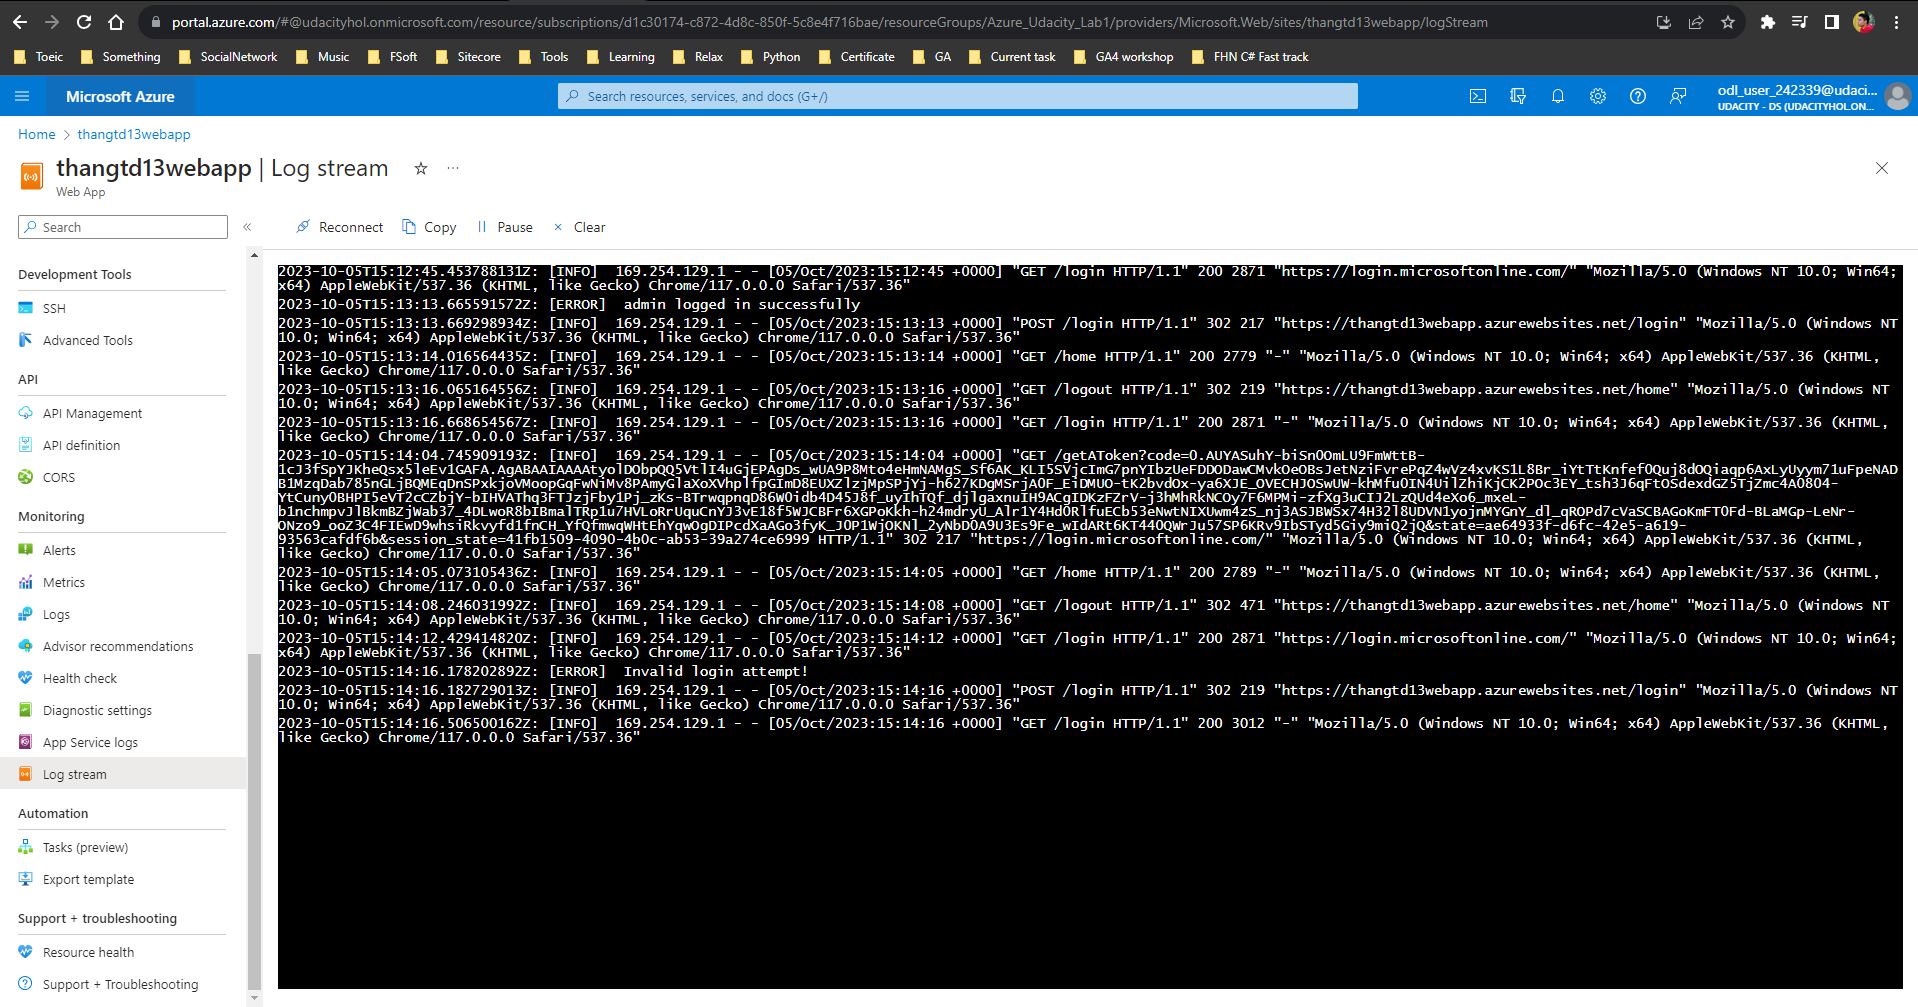 portal.azure.com/#@udacityhol.onmicrosoft.com/resource/subscriptions/d1c30174-c872-4d8c-850f-5c8e4f716bae/resourceGroups/Azure_Udacity_Lab1/providers/Microsoft.Web/sites/thangtd13webapp/logStream
Toeic Something SocialNetwork Music FSoft Sitecore Tools Learning Relax Python Certificate GA Current task GA4 workshop FHN C# Fast track
Microsoft Azure
Search resources, services, and docs (G+/)
odl_user_242339@udaci...
UDACITY - DS (UDACITYHOL.ON...
Home > thangtd13webapp
thangtd13webapp | Log stream
Web App
Search
Reconnect Copy Pause Clear
Development Tools
SSH
Advanced Tools
API
API Management
API definition
CORS
Monitoring
Alerts
Metrics
Logs
Advisor recommendations
Health check
Diagnostic settings
App Service logs
Log stream
Automation
Tasks (preview)
Export template
Support + troubleshooting
Resource health
Support + Troubleshooting
2023-10-05T15:12:45.453788131Z: [INFO]  169.254.129.1 - - [05/Oct/2023:15:12:45 +0000] "GET /login HTTP/1.1" 200 2871 "https://login.microsoftonline.com/" "Mozilla/5.0 (Windows NT 10.0; Win64;
x64) AppleWebKit/537.36 (KHTML, like Gecko) Chrome/117.0.0.0 Safari/537.36"
2023-10-05T15:13:13.665591572Z: [ERROR]  admin logged in successfully
2023-10-05T15:13:13.669298934Z: [INFO]  169.254.129.1 - - [05/Oct/2023:15:13:13 +0000] "POST /login HTTP/1.1" 302 217 "https://thangtd13webapp.azurewebsites.net/login" "Mozilla/5.0 (Windows NT
10.0; Win64; x64) AppleWebKit/537.36 (KHTML, like Gecko) Chrome/117.0.0.0 Safari/537.36"
2023-10-05T15:13:14.016564435Z: [INFO]  169.254.129.1 - - [05/Oct/2023:15:13:14 +0000] "GET /home HTTP/1.1" 200 2779 "-" "Mozilla/5.0 (Windows NT 10.0; Win64; x64) AppleWebKit/537.36 (KHTML,
like Gecko) Chrome/117.0.0.0 Safari/537.36"
2023-10-05T15:13:16.065164556Z: [INFO]  169.254.129.1 - - [05/Oct/2023:15:13:16 +0000] "GET /logout HTTP/1.1" 302 219 "https://thangtd13webapp.azurewebsites.net/home" "Mozilla/5.0 (Windows NT
10.0; Win64; x64) AppleWebKit/537.36 (KHTML, like Gecko) Chrome/117.0.0.0 Safari/537.36"
2023-10-05T15:13:16.668654567Z: [INFO]  169.254.129.1 - - [05/Oct/2023:15:13:16 +0000] "GET /login HTTP/1.1" 200 2871 "-" "Mozilla/5.0 (Windows NT 10.0; Win64; x64) AppleWebKit/537.36 (KHTML,
like Gecko) Chrome/117.0.0.0 Safari/537.36"
2023-10-05T15:14:04.745909193Z: [INFO]  169.254.129.1 - - [05/Oct/2023:15:14:04 +0000] "GET
93563cafdf6b&session_state=41fb1509-4090-4b0c-ab53-39a274ce6999 HTTP/1.1" 302 217 "https://login.microsoftonline.com/" "Mozilla/5.0 (Windows NT 10.0; Win64; x64) AppleWebKit/537.36 (KHTML,
like Gecko) Chrome/117.0.0.0 Safari/537.36"
2023-10-05T15:14:05.073105436Z: [INFO]  169.254.129.1 - - [05/Oct/2023:15:14:05 +0000] "GET /home HTTP/1.1" 200 2789 "-" "Mozilla/5.0 (Windows NT 10.0; Win64; x64) AppleWebKit/537.36 (KHTML,
like Gecko) Chrome/117.0.0.0 Safari/537.36"
2023-10-05T15:14:08.246031992Z: [INFO]  169.254.129.1 - - [05/Oct/2023:15:14:08 +0000] "GET /logout HTTP/1.1" 302 471 "https://thangtd13webapp.azurewebsites.net/home" "Mozilla/5.0 (Windows NT
10.0; Win64; x64) AppleWebKit/537.36 (KHTML, like Gecko) Chrome/117.0.0.0 Safari/537.36"
2023-10-05T15:14:12.429414820Z: [INFO]  169.254.129.1 - - [05/Oct/2023:15:14:12 +0000] "GET /login HTTP/1.1" 200 2871 "https://login.microsoftonline.com/" "Mozilla/5.0 (Windows NT 10.0; Win64;
x64) AppleWebKit/537.36 (KHTML, like Gecko) Chrome/117.0.0.0 Safari/537.36"
2023-10-05T15:14:16.178202892Z: [ERROR]  Invalid login attempt!
2023-10-05T15:14:16.182729013Z: [INFO]  169.254.129.1 - - [05/Oct/2023:15:14:16 +0000] "POST /login HTTP/1.1" 302 219 "https://thangtd13webapp.azurewebsites.net/login" "Mozilla/5.0 (Windows NT
10.0; Win64; x64) AppleWebKit/537.36 (KHTML, like Gecko) Chrome/117.0.0.0 Safari/537.36"
2023-10-05T15:14:16.506500162Z: [INFO]  169.254.129.1 - - [05/Oct/2023:15:14:16 +0000] "GET /login HTTP/1.1" 200 3012 "-" "Mozilla/5.0 (Windows NT 10.0; Win64; x64) AppleWebKit/537.36 (KHTML,
like Gecko) Chrome/117.0.0.0 Safari/537.36"